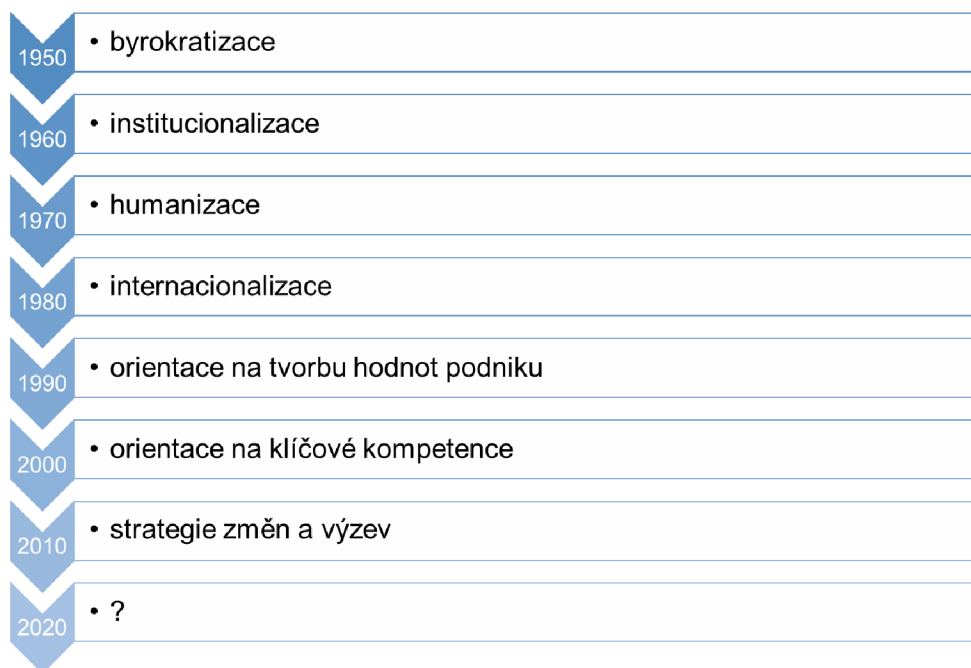 1950 • byrokratizace
1960 • institucionalizace
1970 • humanizace
1980 • internacionalizace
1990 • orientace na tvorbu hodnot podniku
2000 • orientace na klíčové kompetence
2010 • strategie změn a výzev
2020 • ?